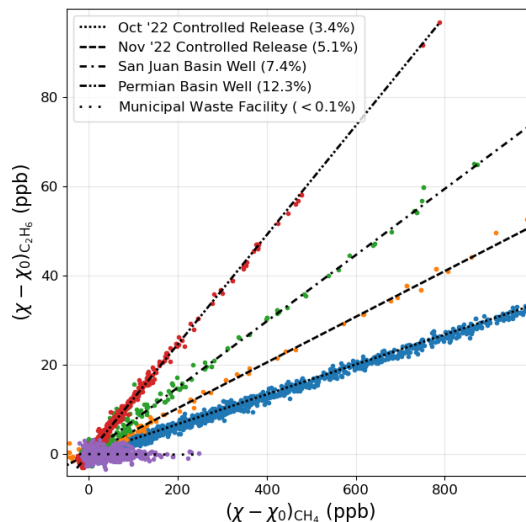 Oct '22 Controlled Release (3.4%)
Nov '22 Controlled Release (5.1%)
San Juan Basin Well (7.4%)
Permian Basin Well (12.3%)
Municipal Waste Facility (<0.1%)
80
60
40
20
0
(χ − χ0)C2H6 (ppb)
0 200 400 600 800
(χ − χ0)CH4 (ppb)